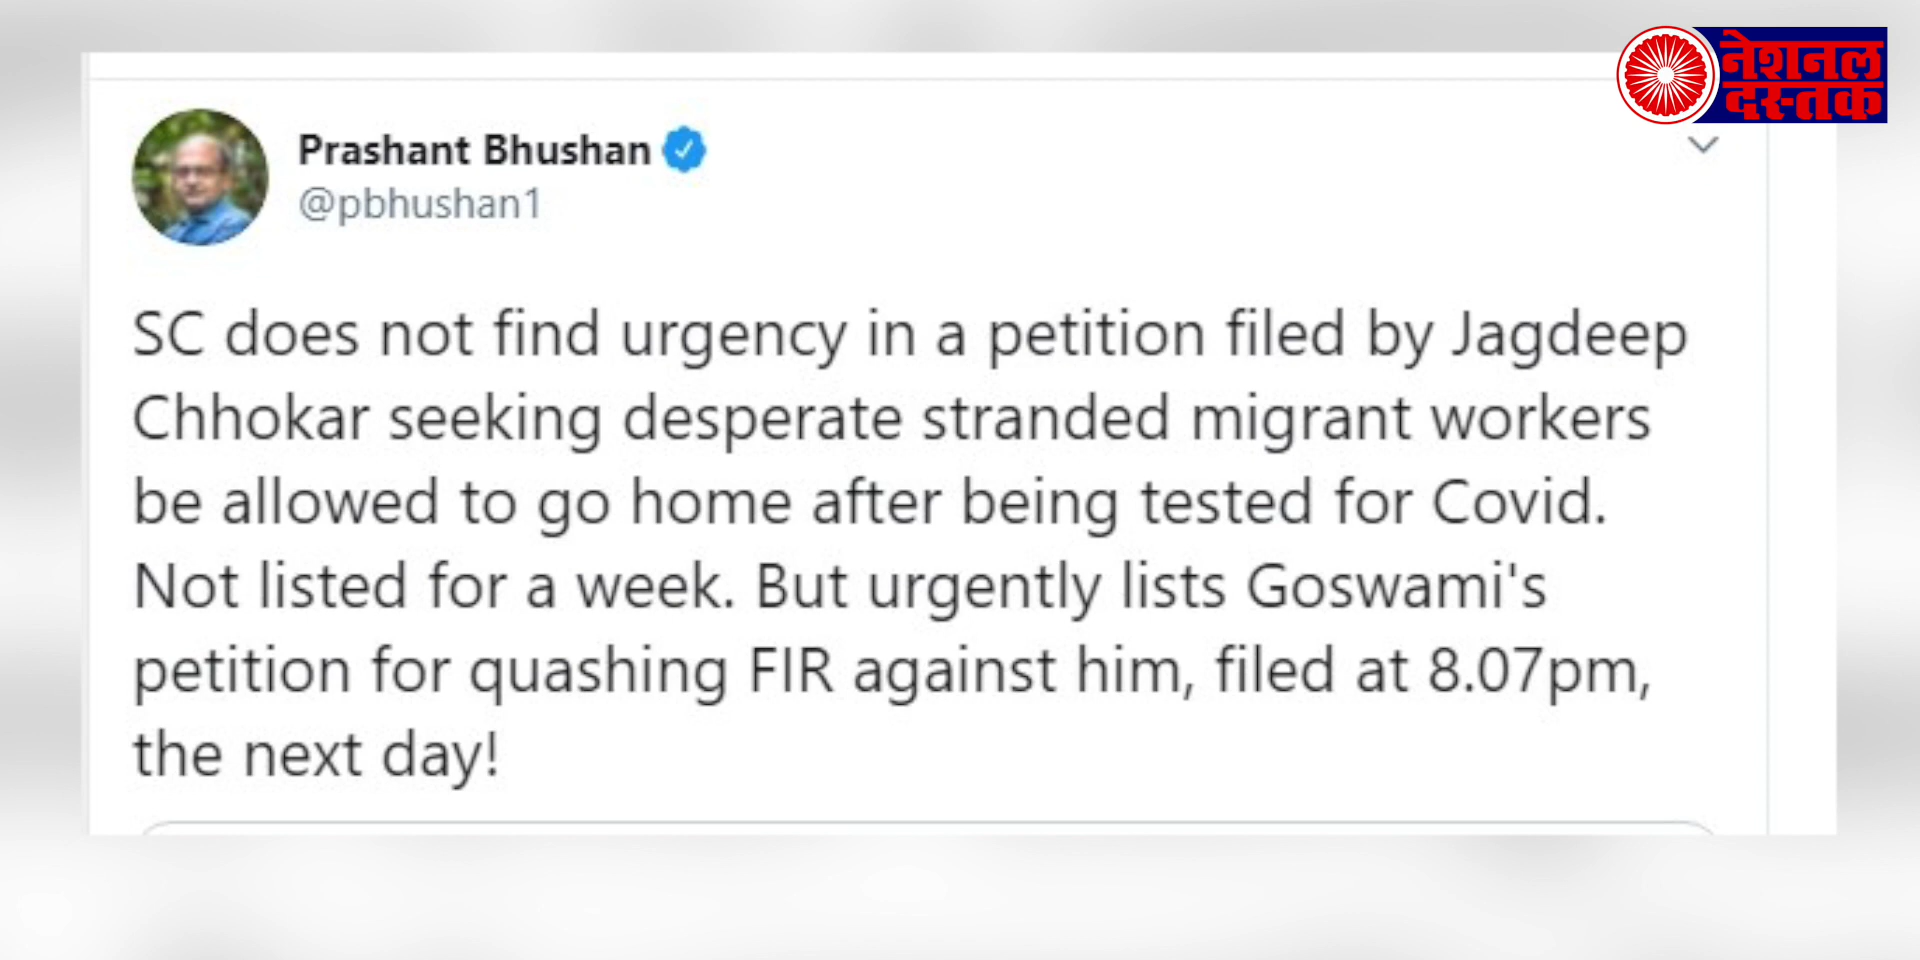 नेशनल
दस्तक
Prashant Bhushan
@pbhushan1
SC does not find urgency in a petition filed by Jagdeep
Chhokar seeking desperate stranded migrant workers
be allowed to go home after being tested for Covid.
Not listed for a week. But urgently lists Goswami's
petition for quashing FIR against him, filed at 8.07pm,
the next day!